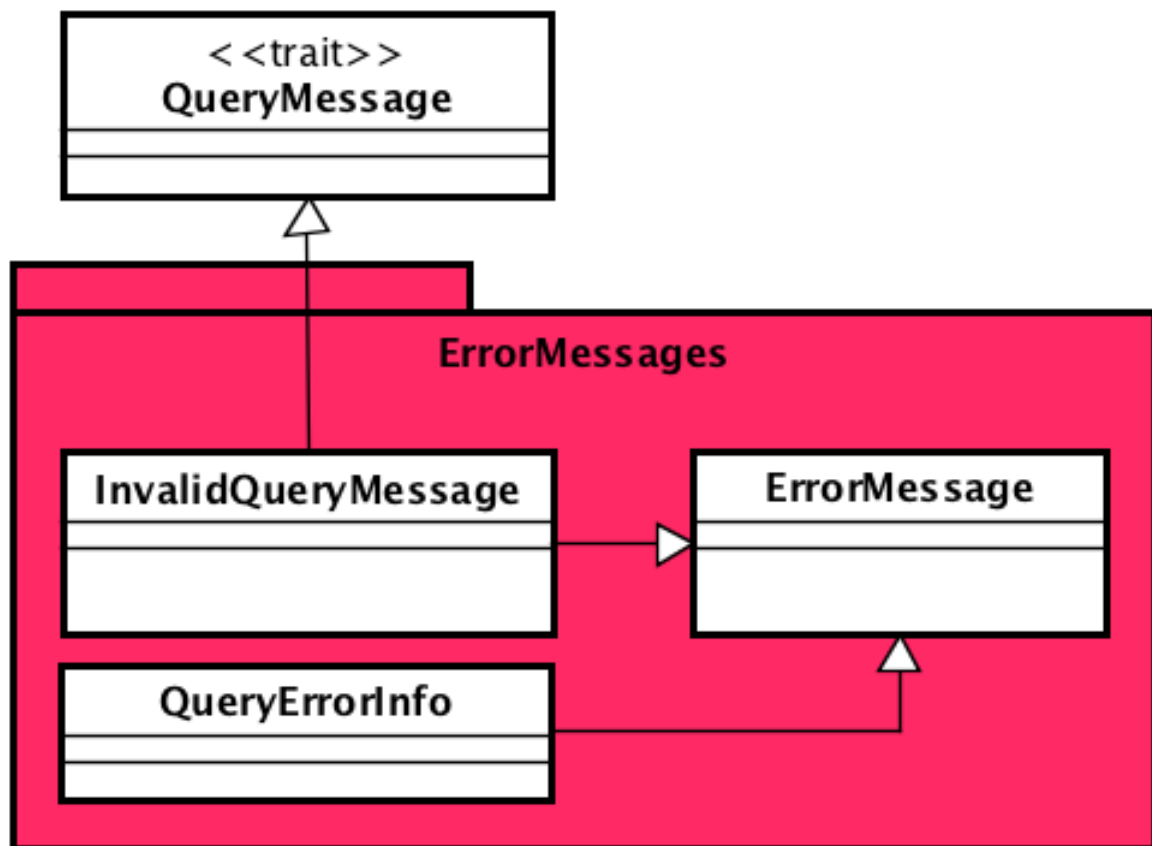 <<trait>>
QueryMessage
ErrorMessages
InvalidQueryMessage
ErrorMessage
QueryErrorInfo